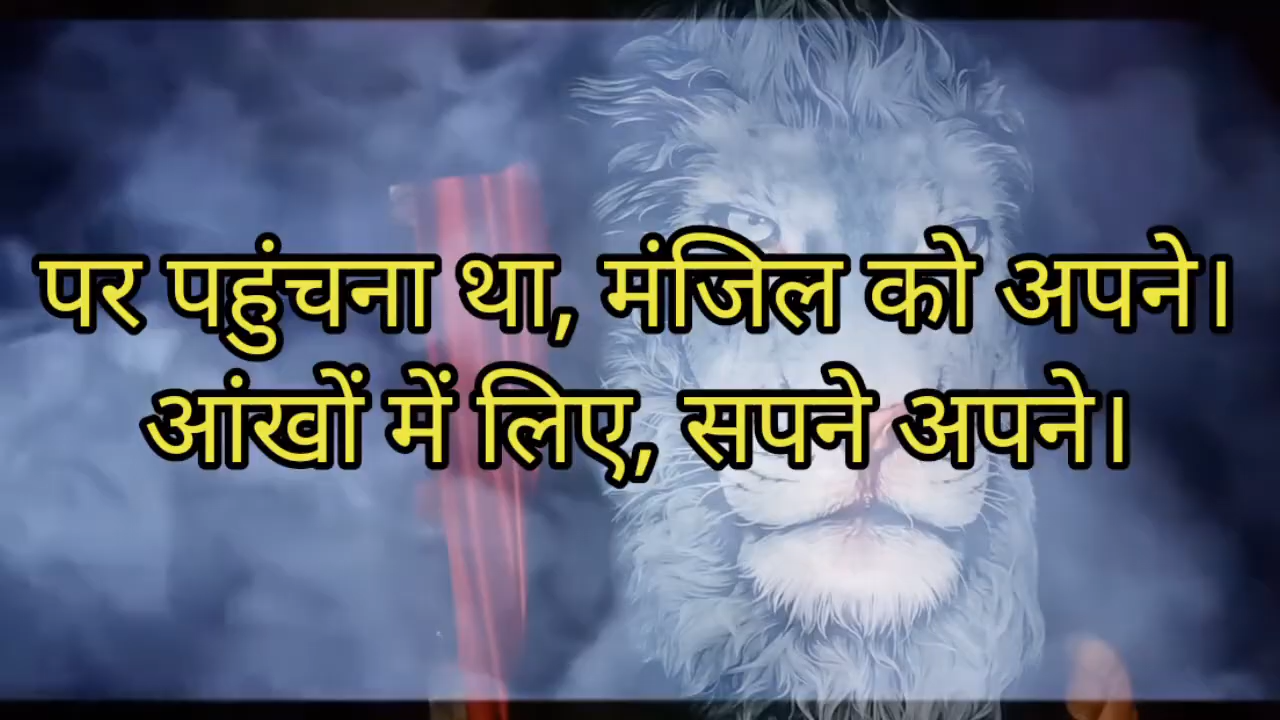 पर पहुंचना था, मंजिल को अपने।
आंखों में लिए, सपने अपने।